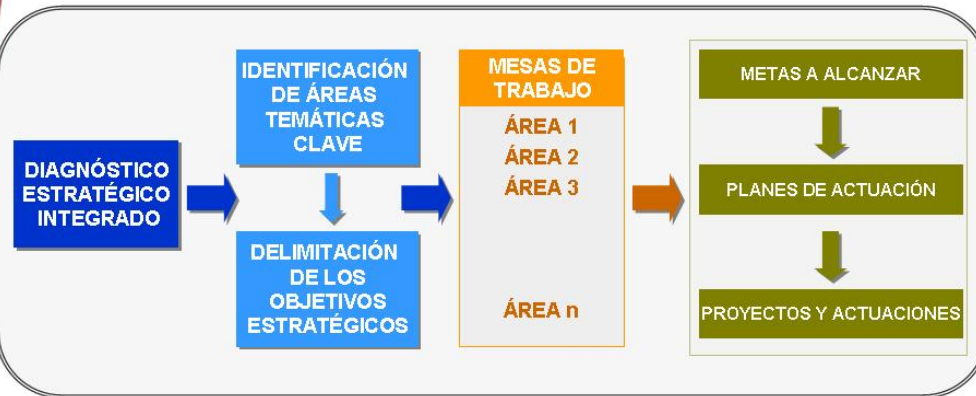 DIAGNÓSTICO
ESTRATÉGICO
INTEGRADO
IDENTIFICACIÓN
DE ÁREAS
TEMÁTICAS
CLAVE
DELIMITACIÓN
DE LOS
OBJETIVOS
ESTRATÉGICOS
MESAS DE
TRABAJO
ÁREA 1
ÁREA 2
ÁREA 3
ÁREA n
METAS A ALCANZAR
PLANES DE ACTUACIÓN
PROYECTOS Y ACTUACIONES